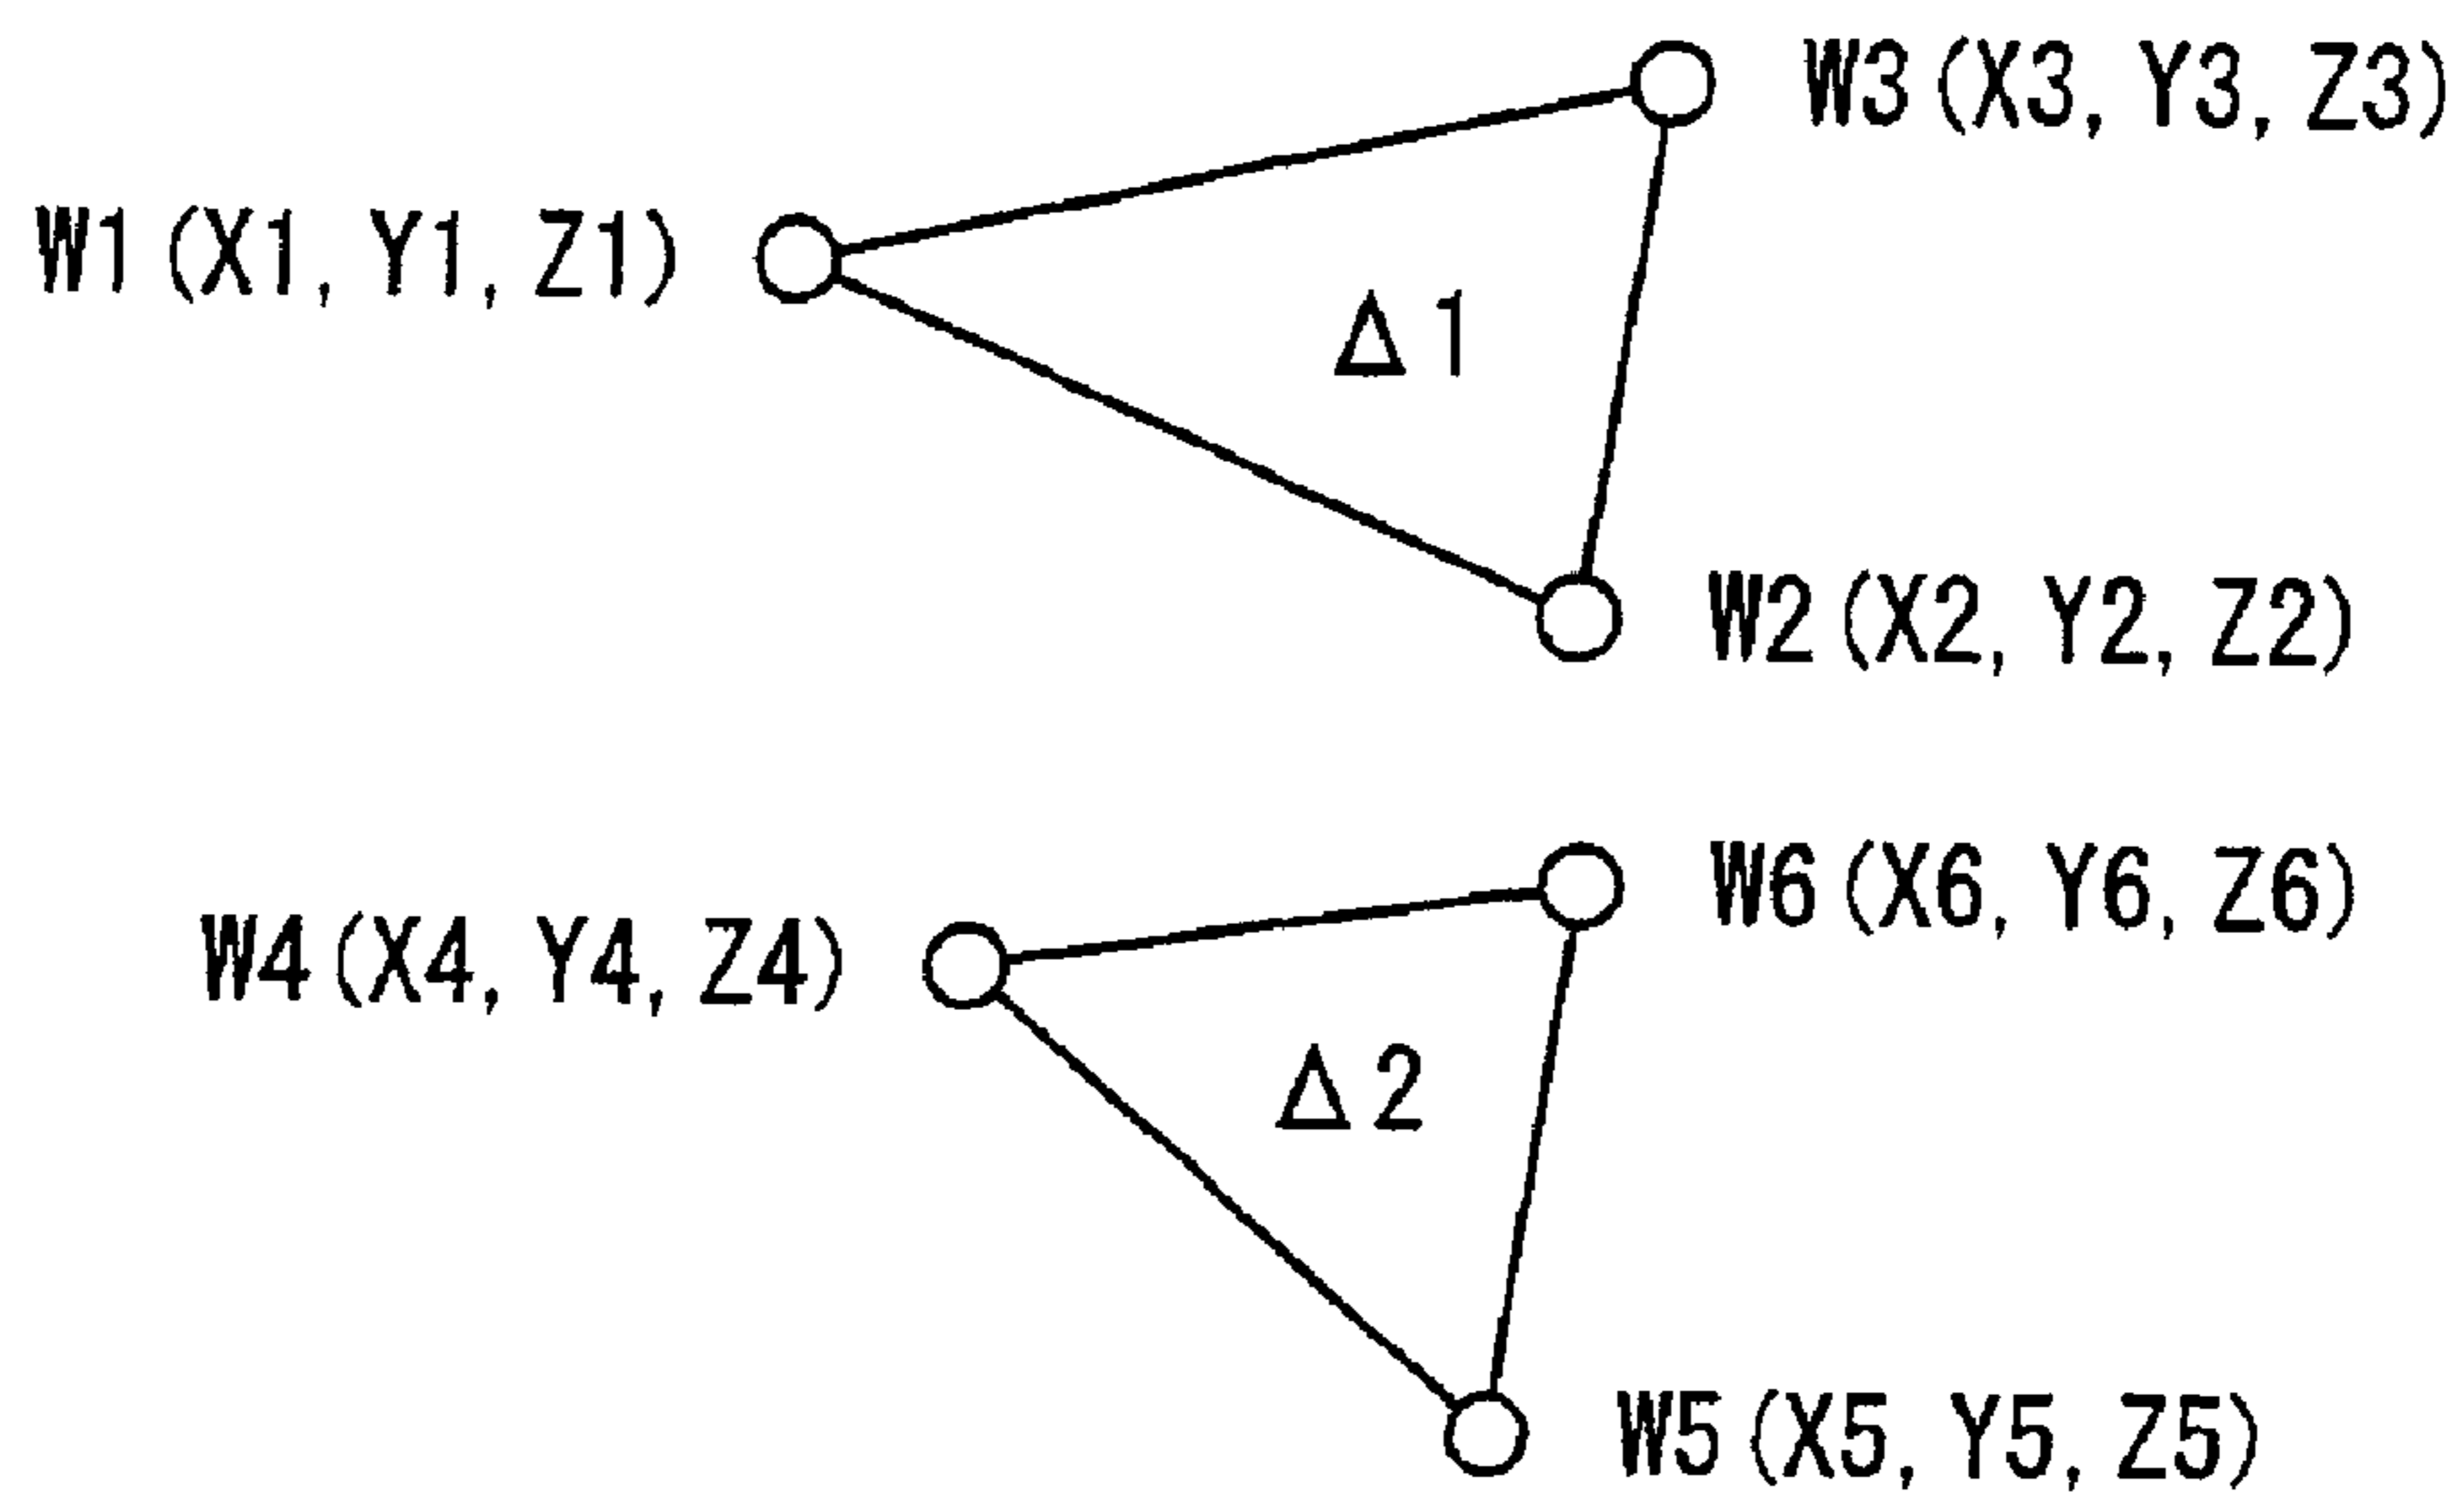 W3(X3, Y3, Z3)
W1(X1, Y1, Z1)
Δ1
W2(X2, Y2, Z2)
W6(X6, Y6, Z6)
W4(X4, Y4, Z4)
Δ2
W5(X5, Y5, Z5)